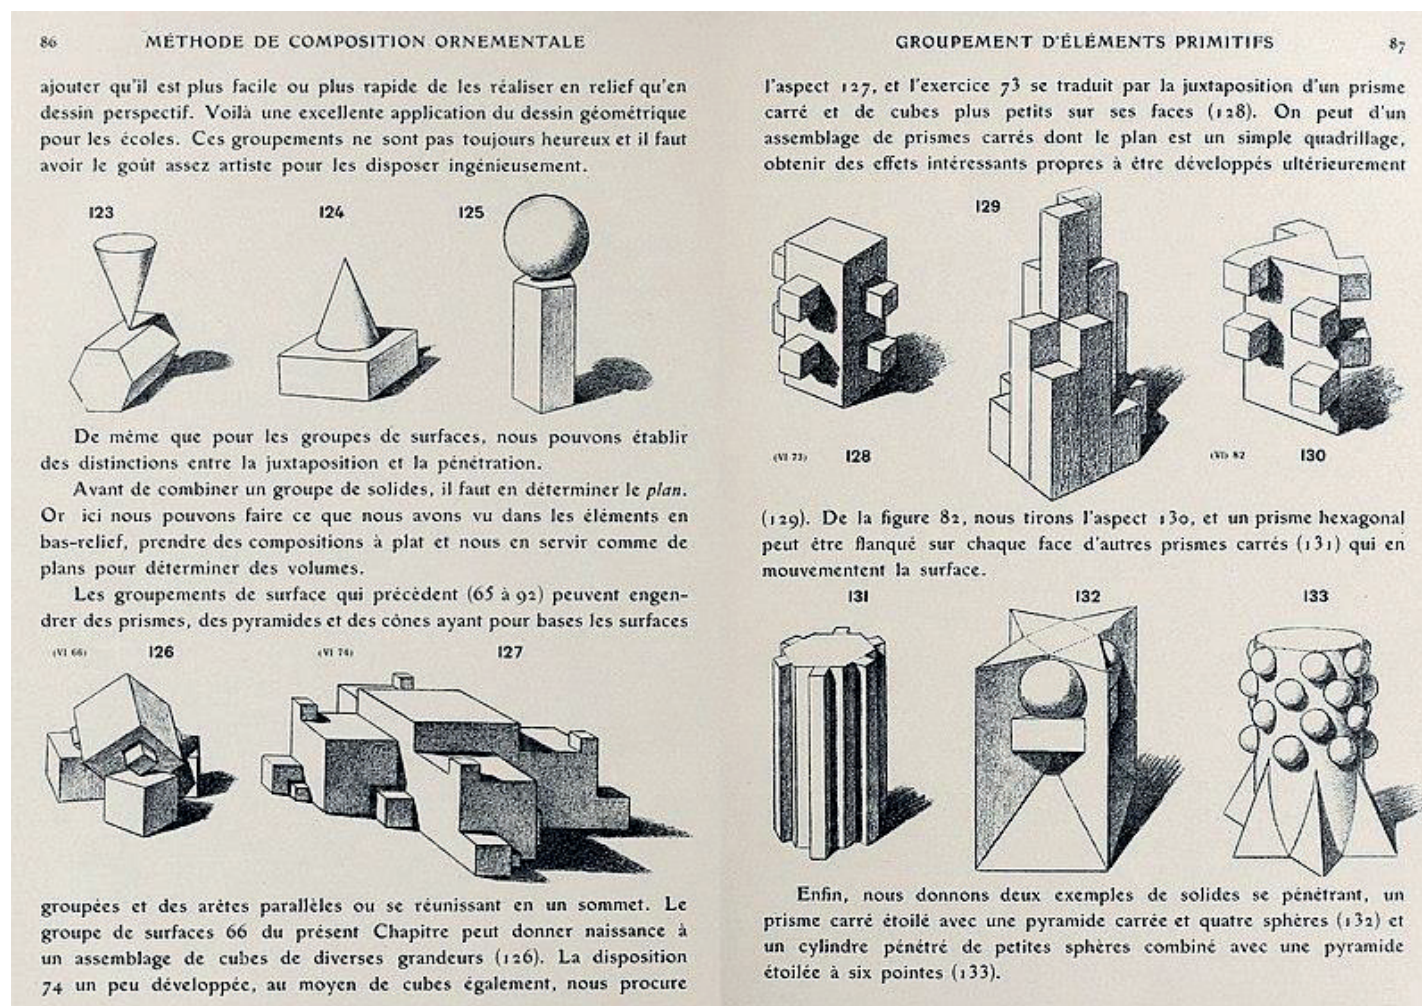 86 MÉTHODE DE COMPOSITION ORNEMENTALE
ajouter qu'il est plus facile ou plus rapide de les réaliser en relief qu'en
dessin perspectif. Voilà une excellente application du dessin géométrique
pour les écoles. Ces groupements ne sont pas toujours heureux et il faut
avoir le goût assez artiste pour les disposer ingénieusement.
123 124 125
De même que pour les groupes de surfaces, nous pouvons établir
des distinctions entre la juxtaposition et la pénétration.
Avant de combiner un groupe de solides, il faut en déterminer le plan.
Or ici nous pouvons faire ce que nous avons vu dans les éléments en
bas-relief, prendre des compositions à plat et nous en servir comme de
plans pour déterminer des volumes.
Les groupements de surface qui précèdent (65 à 92) peuvent engen-
drer des prismes, des pyramides et des cônes ayant pour bases les surfaces
(VI 66) 126 (VI 74) 127
groupées et des arêtes parallèles ou se réunissant en un sommet. Le
groupe de surfaces 66 du présent Chapitre peut donner naissance à
un assemblage de cubes de diverses grandeurs (126). La disposition
74 un peu développée, au moyen de cubes également, nous procure
GROUPEMENT D'ÉLÉMENTS PRIMITIFS 87
l'aspect 127, et l'exercice 73 se traduit par la juxtaposition d'un prisme
carré et de cubes plus petits sur ses faces (128). On peut d'un
assemblage de prismes carrés dont le plan est un simple quadrillage,
obtenir des effets intéressants propres à être développés ultérieurement
129
(VI 73) 128 (VI) 82 130
(129). De la figure 82, nous tirons l'aspect 130, et un prisme hexagonal
peut être flanqué sur chaque face d'autres prismes carrés (131) qui en
mouvementent la surface.
131 132 133
Enfin, nous donnons deux exemples de solides se pénétrant, un
prisme carré étoilé avec une pyramide carrée et quatre sphères (132) et
un cylindre pénétré de petites sphères combiné avec une pyramide
étoilée à six pointes (133).